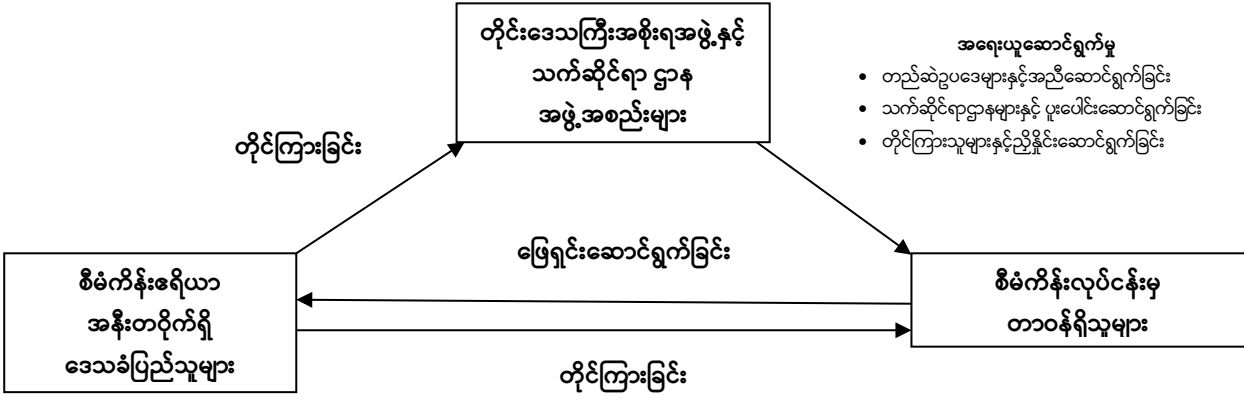 တိုင်းဒေသကြီးအစိုးရအဖွဲ့နှင့်
သက်ဆိုင်ရာ ဌာန
အဖွဲ့အစည်းများ
အရေးယူဆောင်ရွက်မှု
• တည်ဆဲဥပဒေများနှင့်အညီဆောင်ရွက်ခြင်း
• သက်ဆိုင်ရာဌာနများနှင့် ပူးပေါင်းဆောင်ရွက်ခြင်း
• တိုင်ကြားသူများနှင့်ညှိနှိုင်းဆောင်ရွက်ခြင်း
တိုင်ကြားခြင်း
ဖြေရှင်းဆောင်ရွက်ခြင်း
စီမံကိန်းဧရိယာ
အနီးတဝိုက်ရှိ
ဒေသခံပြည်သူများ
စီမံကိန်းလုပ်ငန်းမှ
တာဝန်ရှိသူများ
တိုင်ကြားခြင်း